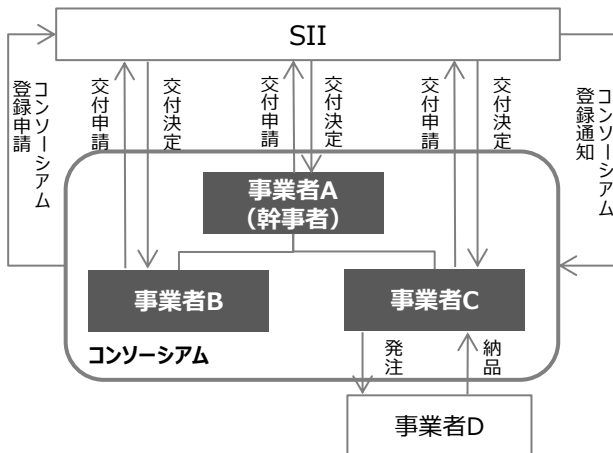 SII
コンソーシアム
登録申請
交付申請
交付決定
交付申請
交付決定
交付申請
交付決定
コンソーシアム
登録通知
事業者A
（幹事者）
事業者B
事業者C
コンソーシアム
発注
納品
事業者D